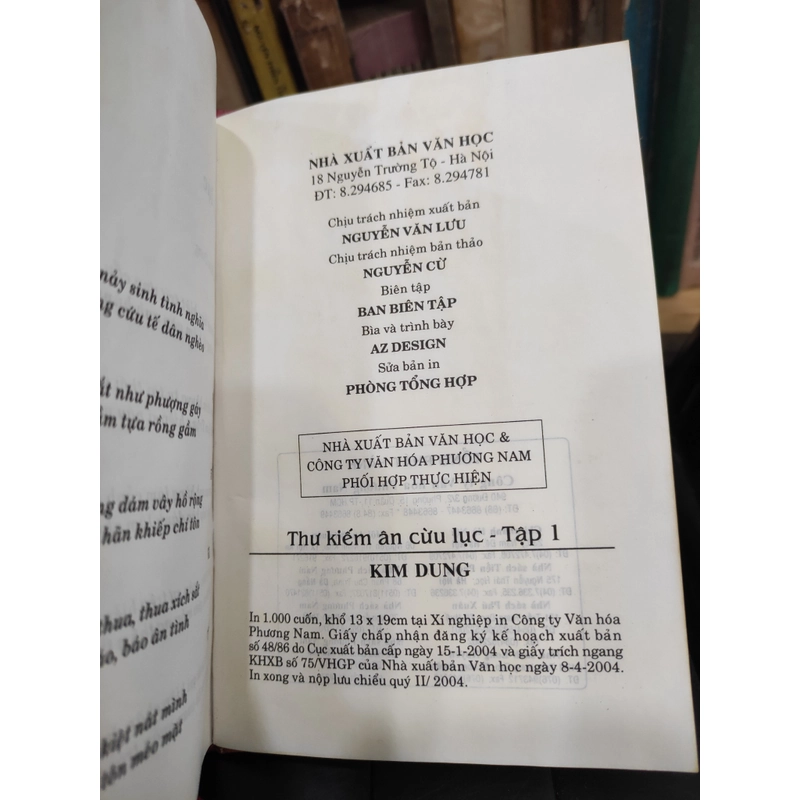 nảy sinh tình nghĩa
cứu tế dân nghèo
như phượng gáy
tựa rồng gầm
dám vây hồ rộng
hãn khiếp chí tôn
thua, thua xích sắt
báo ân tình
kiệt nát mình
mẻo mặt
NHÀ XUẤT BẢN VĂN HỌC
18 Nguyễn Trường Tộ - Hà Nội
ĐT: 8.294685 - Fax: 8.294781
Chịu trách nhiệm xuất bản
NGUYỄN VĂN LƯU
Chịu trách nhiệm bản thảo
NGUYỄN CỪ
Biên tập
BAN BIÊN TẬP
Bìa và trình bày
AZ DESIGN
Sửa bản in
PHÒNG TỔNG HỢP
NHÀ XUẤT BẢN VĂN HỌC &
CÔNG TY VĂN HÓA PHƯƠNG NAM
PHỐI HỢP THỰC HIỆN
Thư kiếm ân cừu lục - Tập 1
KIM DUNG
In 1.000 cuốn, khổ 13 x 19cm tại Xí nghiệp in Công ty Văn hóa
Phương Nam. Giấy chấp nhận đăng ký kế hoạch xuất bản
số 48/86 do Cục xuất bản cấp ngày 15-1-2004 và giấy trích ngang
KHXB số 75/VHGP của Nhà xuất bản Văn học ngày 8-4-2004.
In xong và nộp lưu chiểu quý II/ 2004.